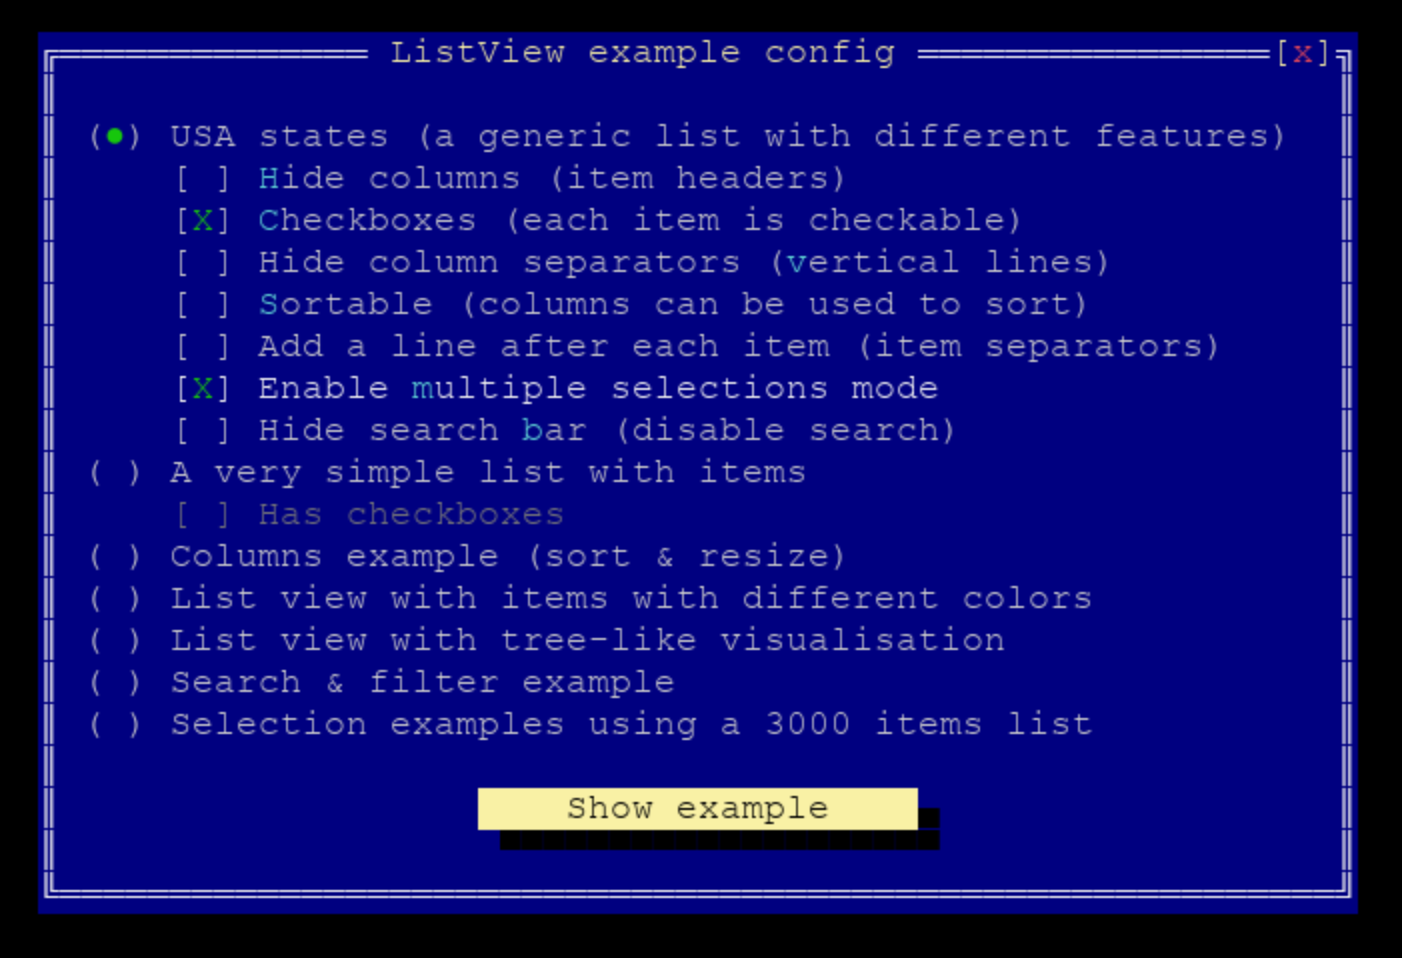 ListView example config [x]
(●) USA states (a generic list with different features)
[ ] Hide columns (item headers)
[X] Checkboxes (each item is checkable)
[ ] Hide column separators (vertical lines)
[ ] Sortable (columns can be used to sort)
[ ] Add a line after each item (item separators)
[X] Enable multiple selections mode
[ ] Hide search bar (disable search)
( ) A very simple list with items
[ ] Has checkboxes
( ) Columns example (sort & resize)
( ) List view with items with different colors
( ) List view with tree-like visualisation
( ) Search & filter example
( ) Selection examples using a 3000 items list
Show example